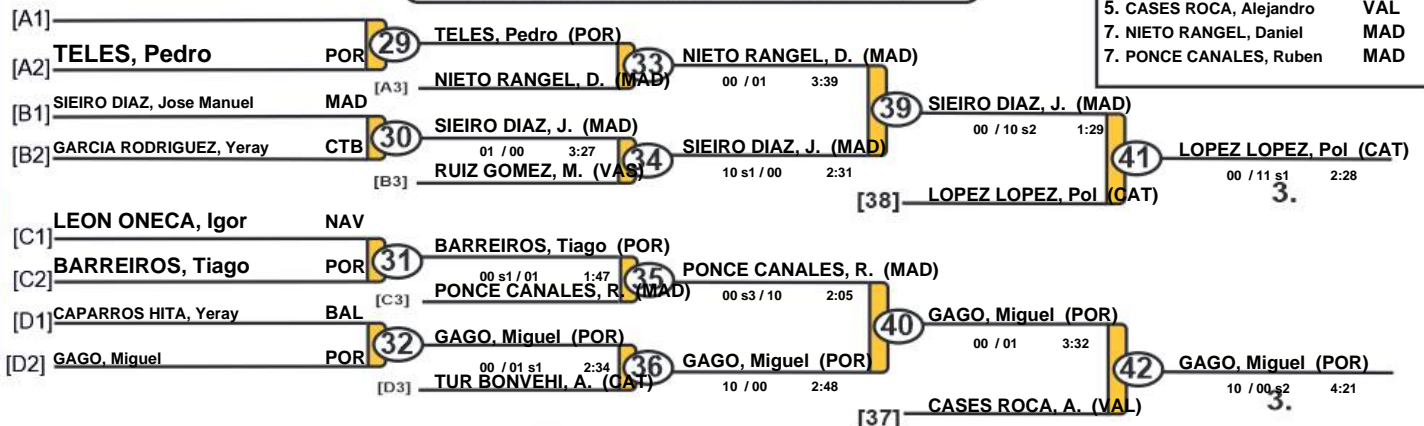 5. CASES ROCA, Alejandro VAL
7. NIETO RANGEL, Daniel MAD
7. PONCE CANALES, Ruben MAD
[A1]
[A2] TELES, Pedro POR
29
TELES, Pedro (POR)
[A3] NIETO RANGEL, D. (MAD)
33
NIETO RANGEL, D. (MAD)
00 / 01 3:39
[B1] SIEIRO DIAZ, Jose Manuel MAD
[B2] GARCIA RODRIGUEZ, Yeray CTB
30
SIEIRO DIAZ, J. (MAD)
01 / 00 3:27
[B3] RUIZ GOMEZ, M. (VAS)
34
SIEIRO DIAZ, J. (MAD)
10 s1 / 00 2:31
39
SIEIRO DIAZ, J. (MAD)
00 / 10 s2 1:29
[38] LOPEZ LOPEZ, Pol (CAT)
41
LOPEZ LOPEZ, Pol (CAT)
00 / 11 s1 2:28
3.
[C1] LEON ONECA, Igor NAV
[C2] BARREIROS, Tiago POR
31
BARREIROS, Tiago (POR)
00 s1 / 01 1:47
[C3] PONCE CANALES, R. (MAD)
35
PONCE CANALES, R. (MAD)
00 s3 / 10 2:05
[D1] CAPARROS HITA, Yeray BAL
[D2] GAGO, Miguel POR
32
GAGO, Miguel (POR)
00 / 01 s1 2:34
[D3] TUR BONVEHI, A. (CAT)
36
GAGO, Miguel (POR)
10 / 00 2:48
40
GAGO, Miguel (POR)
00 / 01 3:32
[37] CASES ROCA, A. (VAL)
42
GAGO, Miguel (POR)
10 / 00 s2 4:21
3.